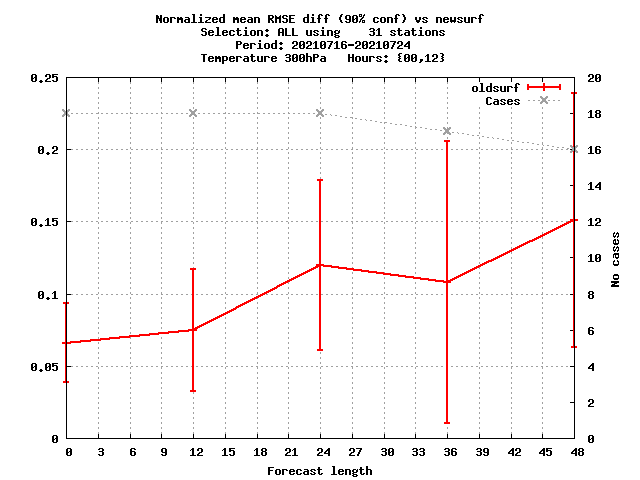 Normalized mean RMSE diff (90% conf) vs newsurf
Selection: ALL using    31 stations
Period: 20210716-20210724
Temperature 300hPa   Hours: {00,12}
oldsurf
Cases
0.25
0.2
0.15
0.1
0.05
0
20
18
16
14
12
10
8
6
4
2
0
No cases
0 3 6 9 12 15 18 21 24 27 30 33 36 39 42 45 48
Forecast length